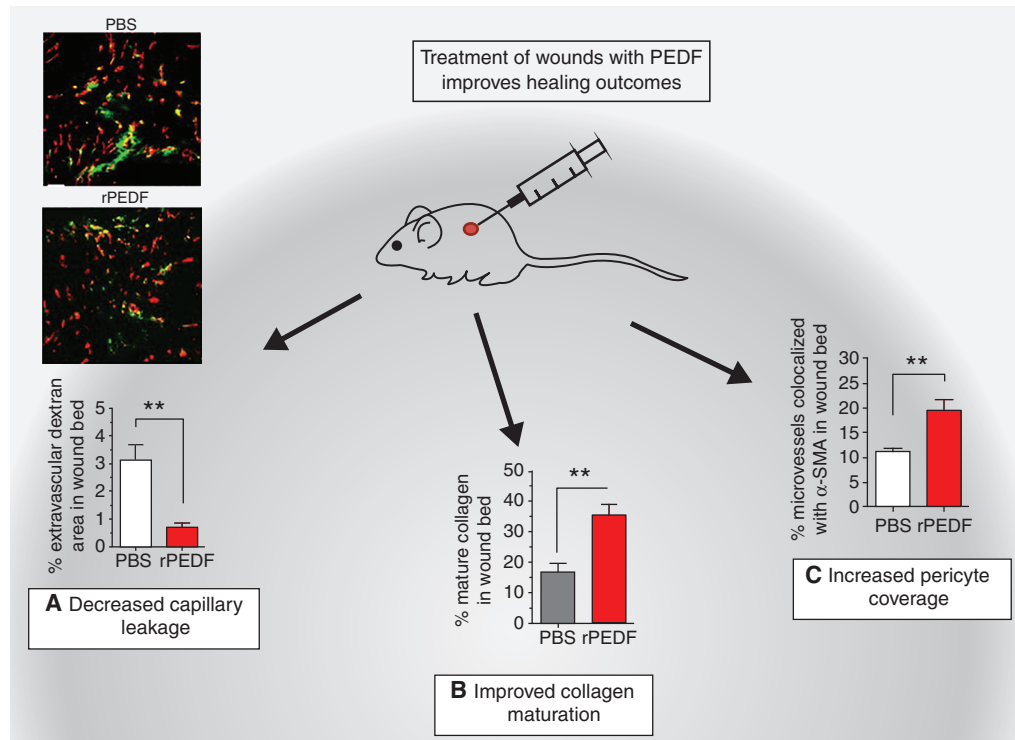 PBS
rPEDF
Treatment of wounds with PEDF
improves healing outcomes
% extravascular dextran
area in wound bed
5
4
3
2
1
0
**
PBS rPEDF
A Decreased capillary
leakage
% mature collagen
in wound bed
50
40
30
20
10
0
**
PBS rPEDF
B Improved collagen
maturation
% microvessels colocalized
with α-SMA in wound bed
30
25
20
15
10
5
0
**
PBS rPEDF
C Increased pericyte
coverage